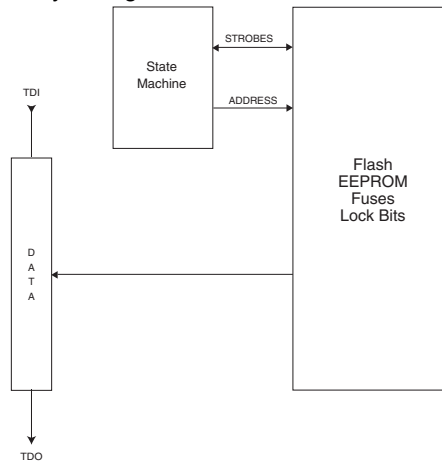 STROBES
State
Machine
ADDRESS
TDI
Flash
EEPROM
Fuses
Lock Bits
D
A
T
A
TDO